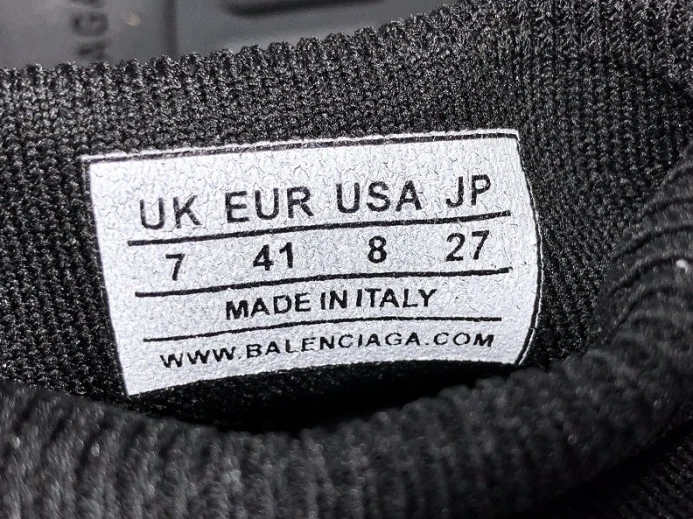 UK EUR USA JP
7 41 8 27
MADE IN ITALY
WWW.BALENCIAGA.COM